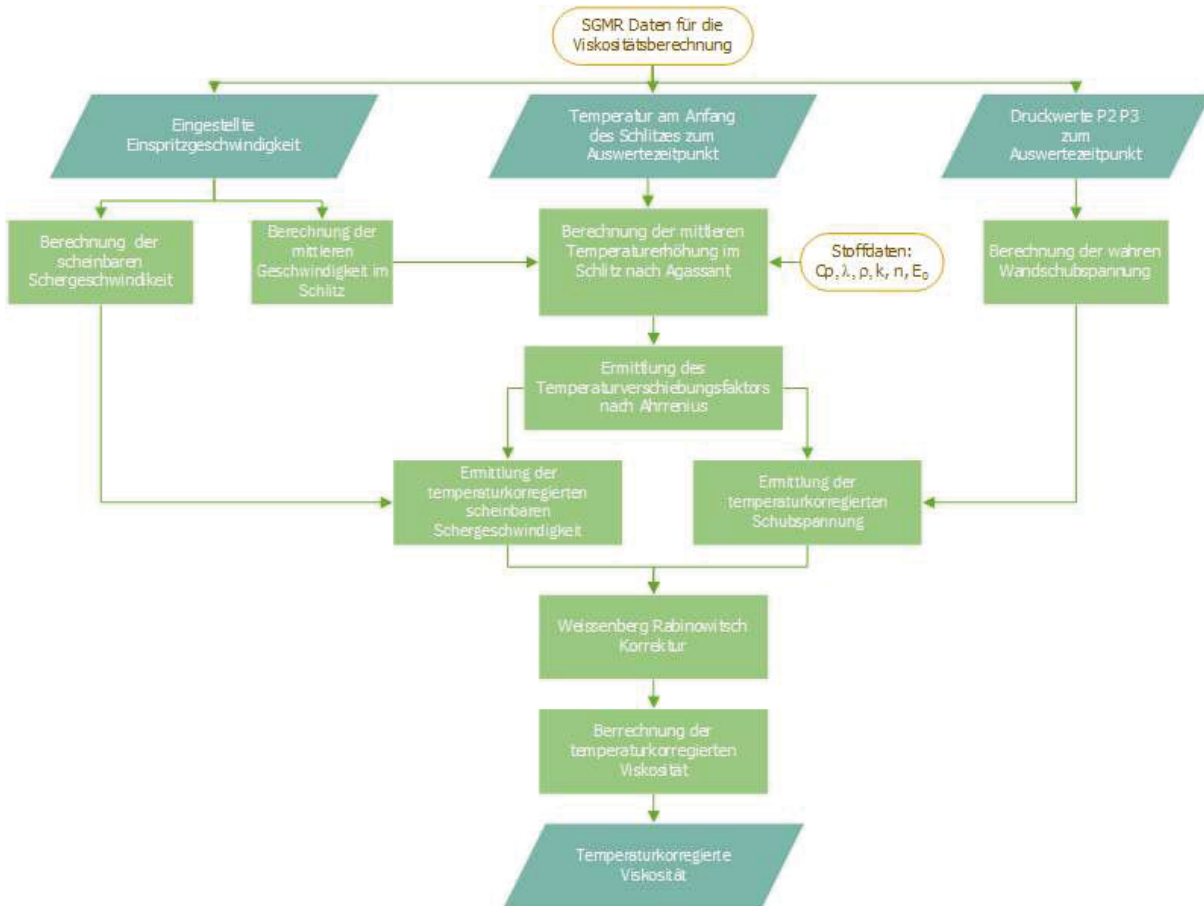 SGMR Daten für die
Viskositätsberechnung
Eingestellte
Einspritzgeschwindigkeit
Temperatur am Anfang
des Schlitzes zum
Auswertezeitpunkt
Druckwerte P2 P3
zum
Auswertezeitpunkt
Berechnung der
scheinbaren
Schergeschwindikeit
Berechnung der
mittleren
Geschwindigkeit im
Schlitz
Berechnung der mittleren
Temperaturerhöhung im
Schlitz nach Agassant
Stoffdaten:
Cp, λ, ρ, k, n, E₀
Berechnung der wahren
Wandschubspannung
Ermittlung des
Temperaturverschiebungsfaktors
nach Ahrrenius
Ermittlung der
temperaturkorregierten
scheinbaren
Schergeschwindigkeit
Ermittlung der
temperaturkorregierten
Schubspannung
Weissenberg Rabinowitsch
Korrektur
Berrechnung der
temperaturkorregierten
Viskosität
Temperaturkorregierte
Viskosität